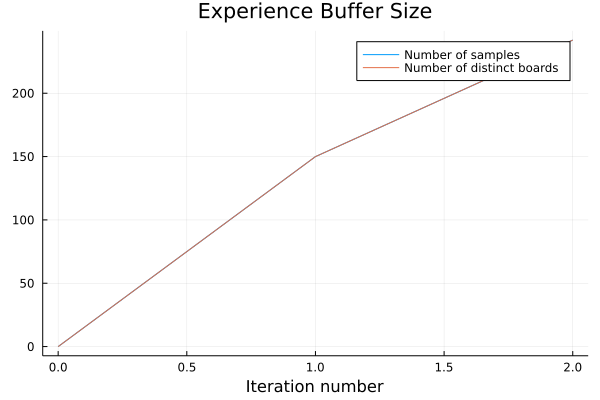 Experience Buffer Size
Number of samples
Number of distinct boards
200
150
100
50
0
0.0 0.5 1.0 1.5 2.0
Iteration number